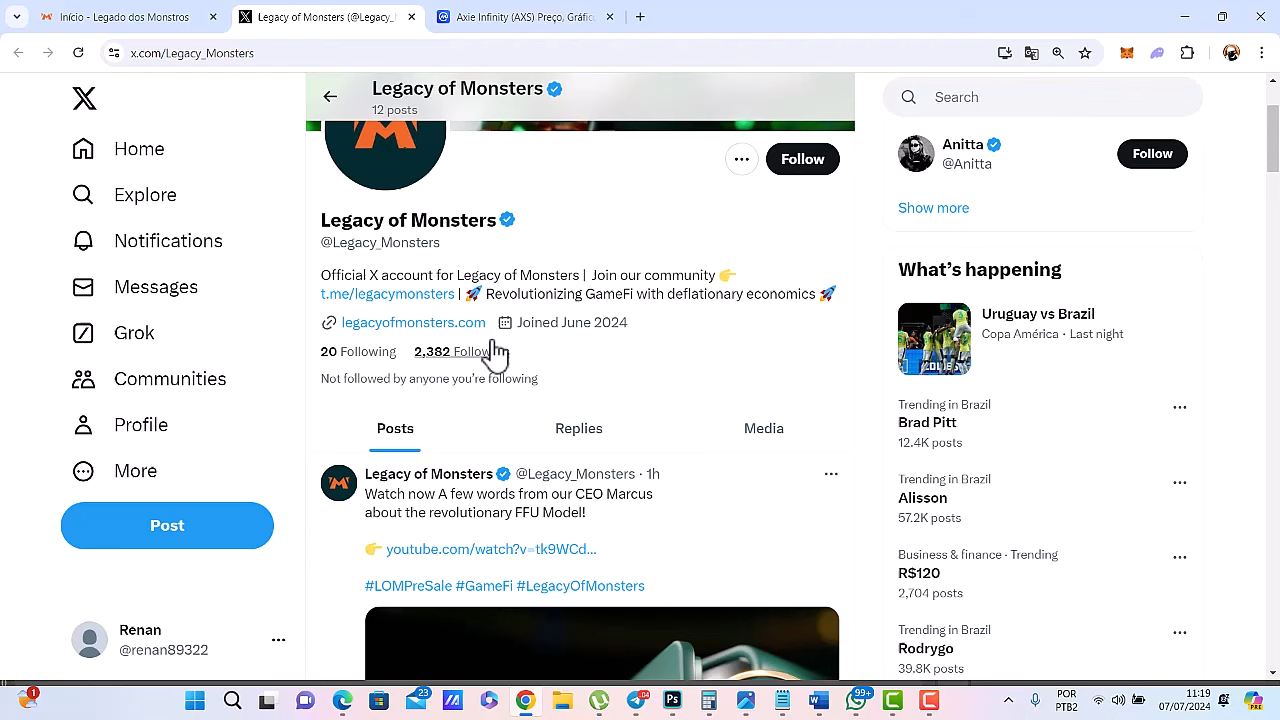 Início - Legado dos Monstros
Legacy of Monsters (@Legacy_
Axie Infinity (AXS) Preço, Gráfic
x.com/Legacy_Monsters
Home
Explore
Notifications
Messages
Grok
Communities
Profile
More
Post
Renan
@renan89322
Legacy of Monsters
12 posts
Follow
Legacy of Monsters
@Legacy_Monsters
Official X account for Legacy of Monsters | Join our community 👉
t.me/legacymonsters | 🚀 Revolutionizing GameFi with deflationary economics 🚀
legacyofmonsters.com Joined June 2024
20 Following 2,382 Follow
Not followed by anyone you're following
Posts Replies Media
Legacy of Monsters @Legacy_Monsters · 1h
Watch now A few words from our CEO Marcus
about the revolutionary FFU Model!
👉 youtube.com/watch?v=tk9WCd...
#LOMPreSale #GameFi #LegacyOfMonsters
Search
Anitta
@Anitta
Follow
Show more
What's happening
Uruguay vs Brazil
Copa América · Last night
Trending in Brazil
Brad Pitt
12.4K posts
Trending in Brazil
Alisson
57.2K posts
Business & finance · Trending
R$120
2,704 posts
Trending in Brazil
Rodrygo
39.8K posts
1
23
04
Ps
99+
POR
PTB2
11:19
07/07/2024
PRE